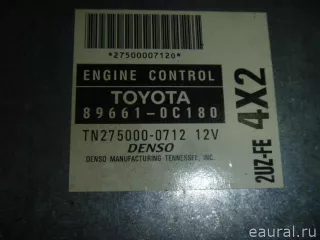 *27500007120*
ENGINE CONTROL
TOYOTA
89661-0C180
TN275000-0712 12V
DENSO
DENSO MANUFACTURING TENNESSEE, INC.
2UZ-FE 4X2
eaural.ru